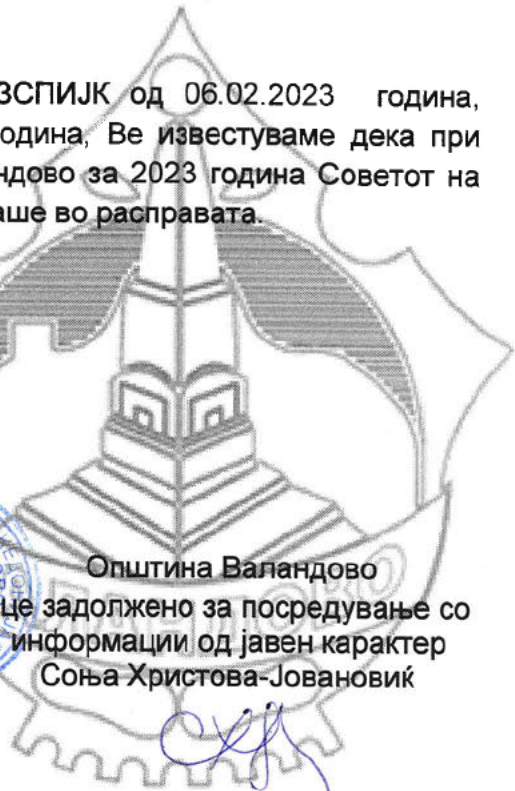 ЗСПИЈК од 06.02.2023 година,
година, Ве известуваме дека при
ндово за 2023 година Советот на
аше во расправата.
Општина Валандово
це задолжено за посредување со
информации од јавен карактер
Соња Христова-Јовановиќ